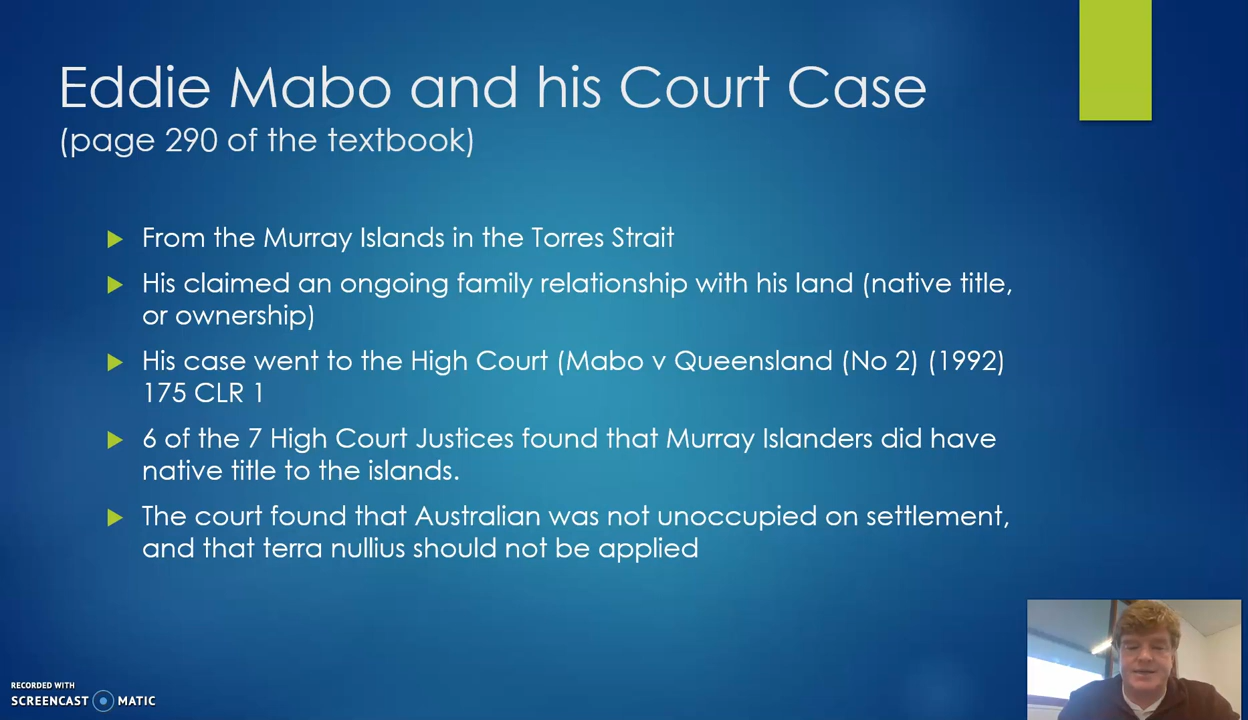 Eddie Mabo and his Court Case
(page 290 of the textbook)
From the Murray Islands in the Torres Strait
His claimed an ongoing family relationship with his land (native title,
or ownership)
His case went to the High Court (Mabo v Queensland (No 2) (1992)
175 CLR 1
6 of the 7 High Court Justices found that Murray Islanders did have
native title to the islands.
The court found that Australian was not unoccupied on settlement,
and that terra nullius should not be applied
RECORDED WITH
SCREENCAST MATIC